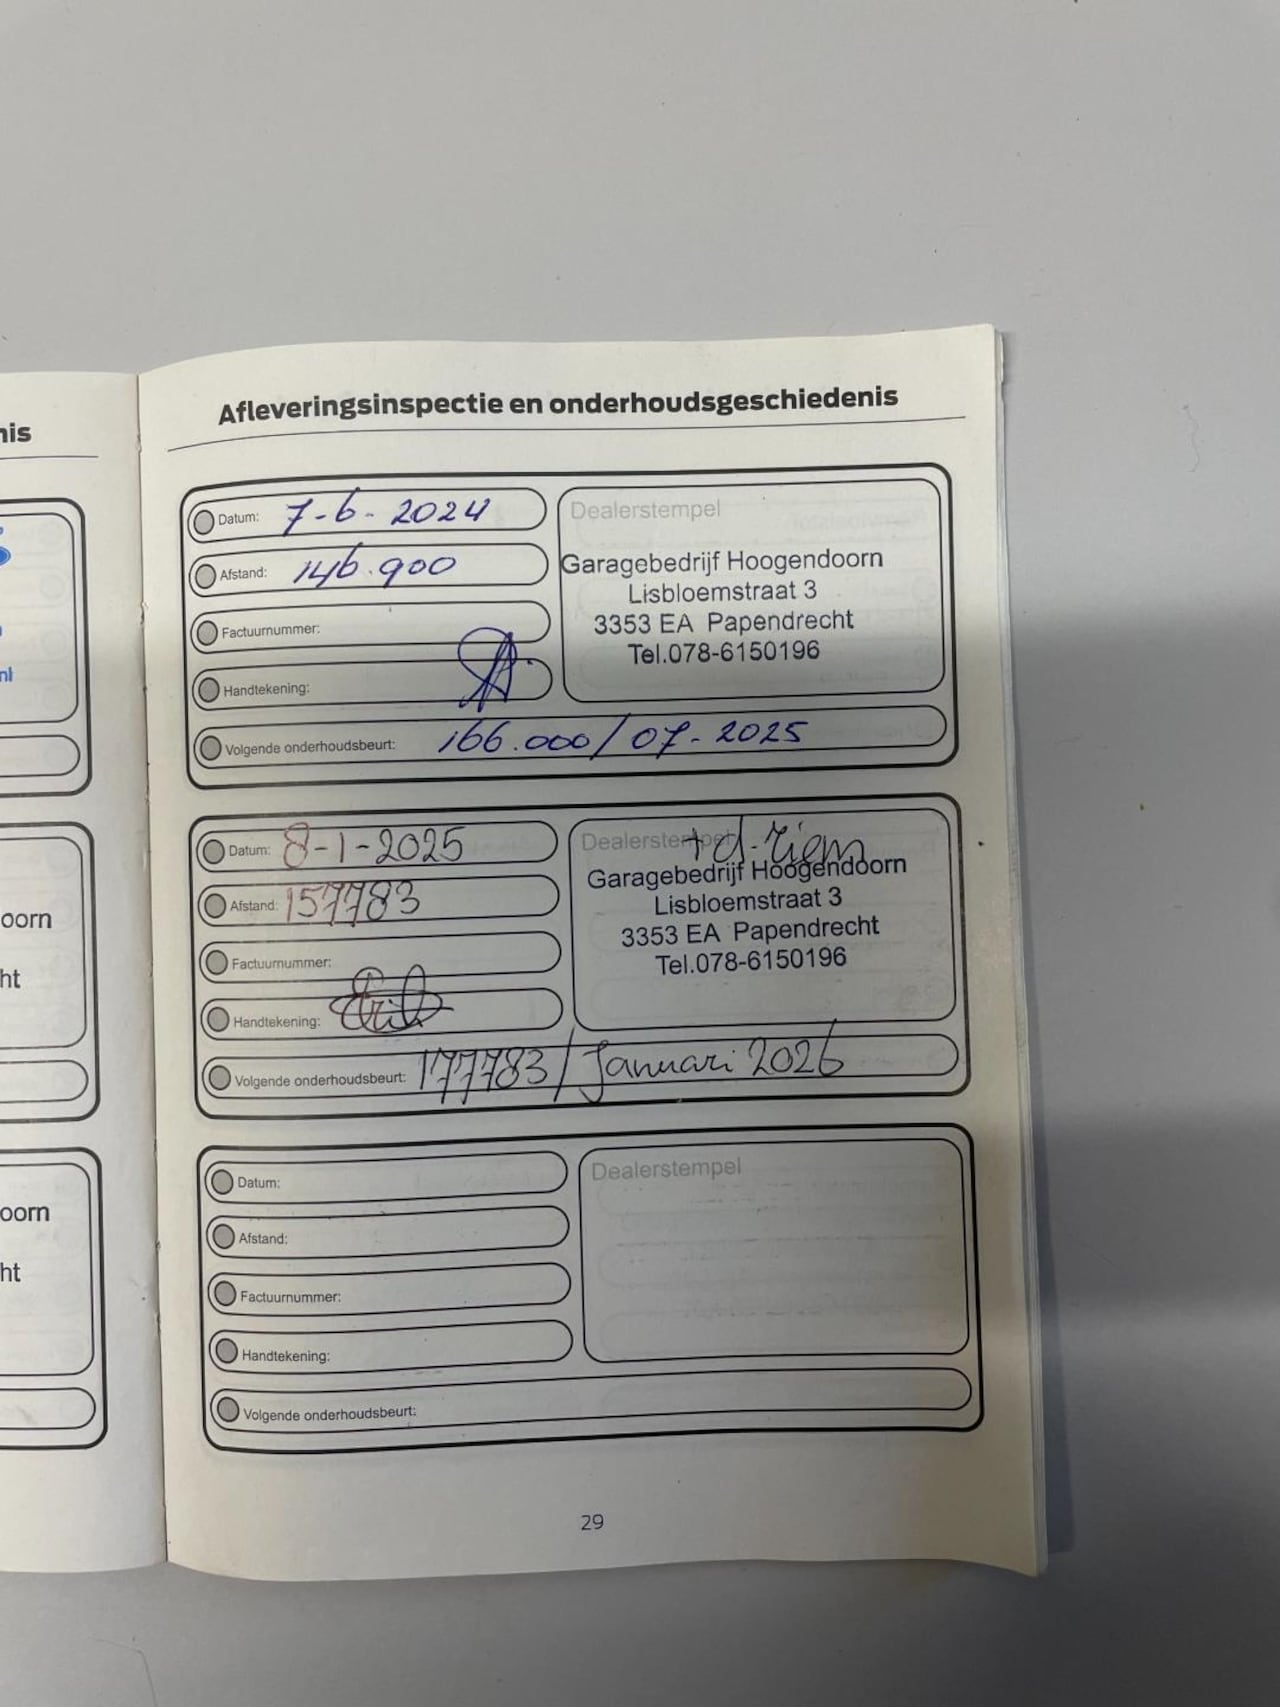 nis
nl
oorn
ht
oorn
ht
Afleveringsinspectie en onderhoudsgeschiedenis
Datum: 7-6-2024
Afstand: 146.900
Factuurnummer:
Handtekening:
Dealerstempel
Garagebedrijf Hoogendoorn
Lisbloemstraat 3
3353 EA Papendrecht
Tel.078-6150196
Volgende onderhoudsbeurt: 166.000/07-2025
Datum: 8-1-2025
Afstand: 157783
Factuurnummer:
Handtekening:
Dealerstempel
+ d-riem
Garagebedrijf Hoogendoorn
Lisbloemstraat 3
3353 EA Papendrecht
Tel.078-6150196
Volgende onderhoudsbeurt: 177783/Januari 2026
Datum:
Afstand:
Factuurnummer:
Handtekening:
Dealerstempel
Volgende onderhoudsbeurt:
29